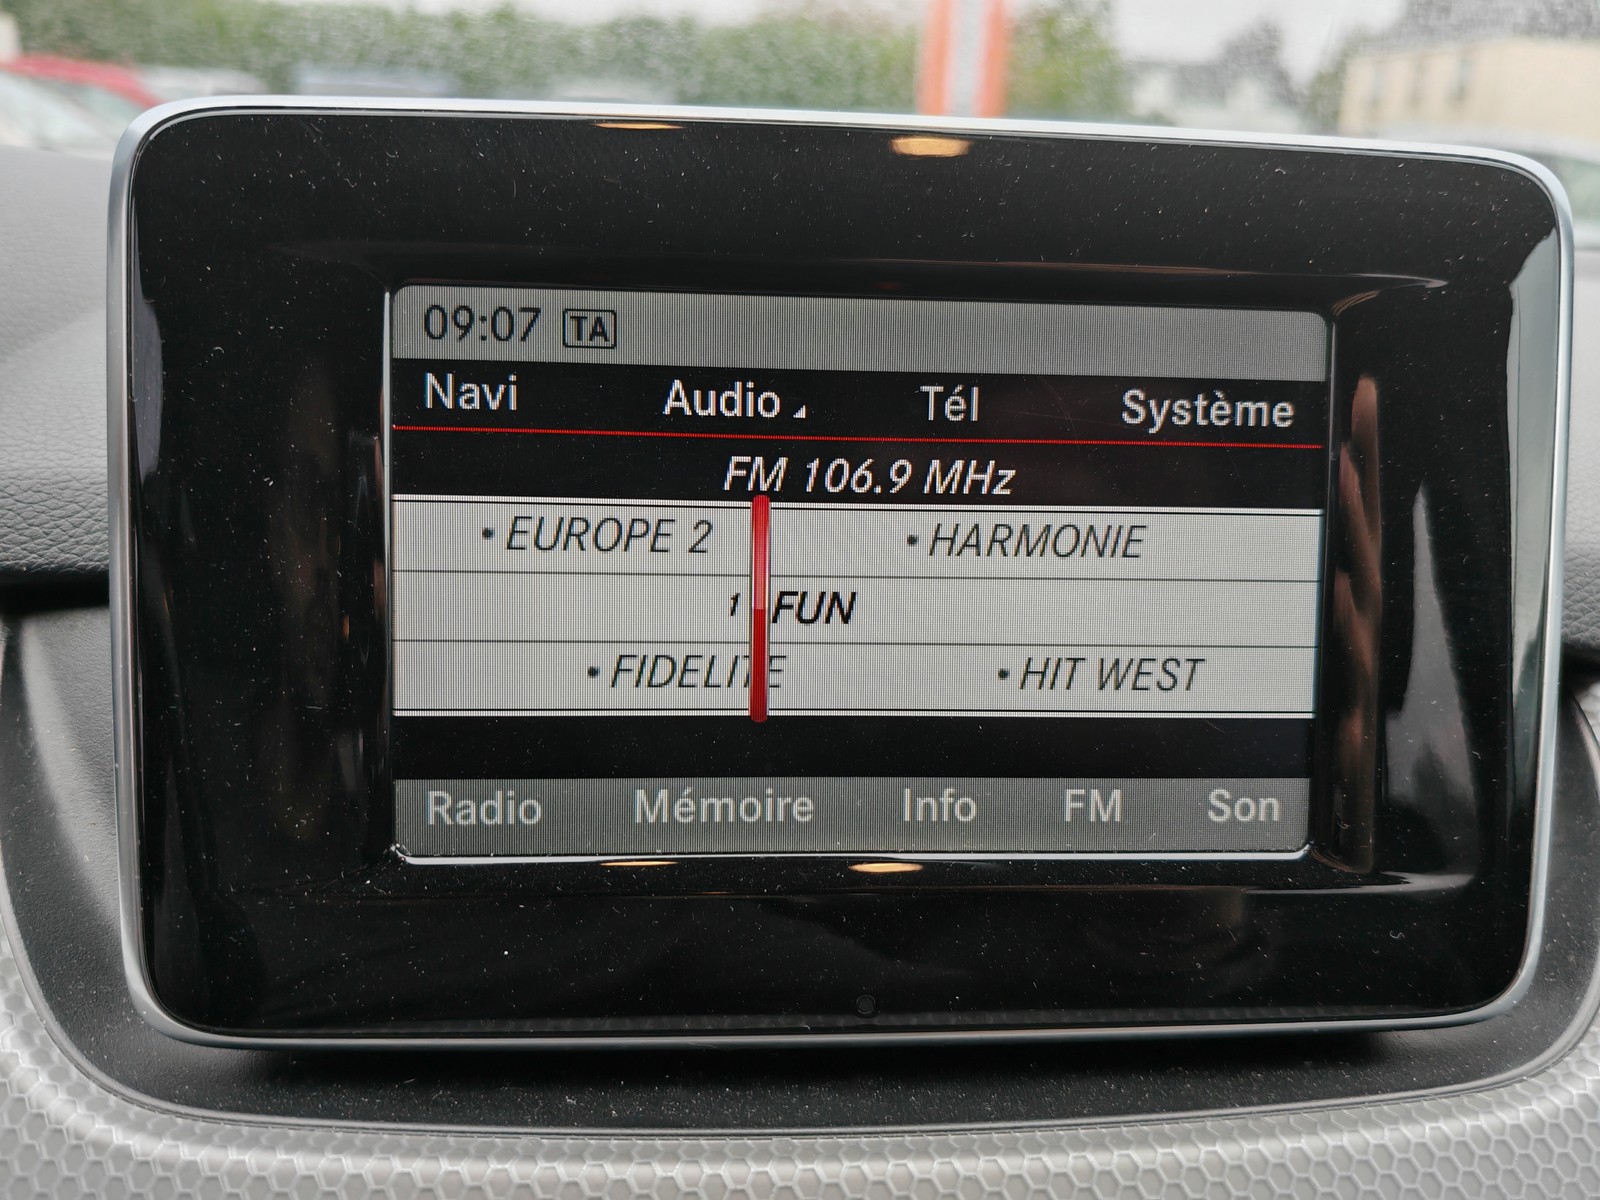 09:07 TA
Navi Audio Tél Système
FM 106.9 MHz
• EUROPE 2 • HARMONIE
1 FUN
• FIDELITE • HIT WEST
Radio Mémoire Info FM Son